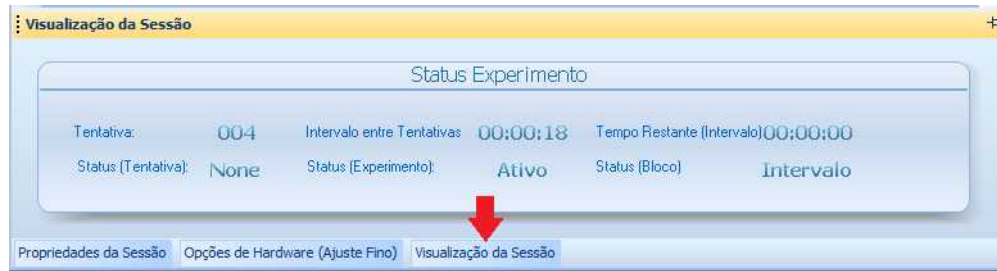 Visualização da Sessão
Status Experimento
Tentativa: 004 Intervalo entre Tentativas 00:00:18 Tempo Restante (Intervalo) 00:00:00
Status (Tentativa): None Status (Experimento): Ativo Status (Bloco) Intervalo
Propriedades da Sessão Opções de Hardware (Ajuste Fino) Visualização da Sessão